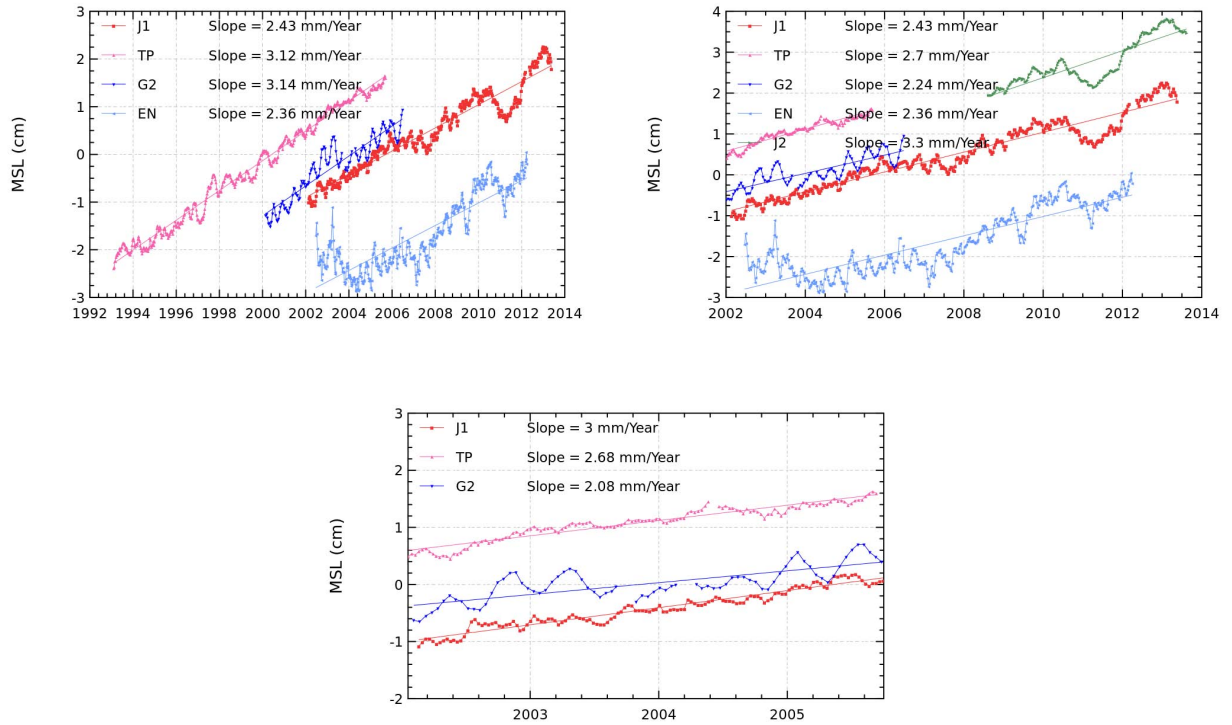 3
J1 Slope = 2.43 mm/Year
TP Slope = 3.12 mm/Year
2
G2 Slope = 3.14 mm/Year
1
EN Slope = 2.36 mm/Year
0
-1
-2
-3
MSL (cm)
1992 1994 1996 1998 2000 2002 2004 2006 2008 2010 2012 2014
4
J1 Slope = 2.43 mm/Year
TP Slope = 2.7 mm/Year
3
G2 Slope = 2.24 mm/Year
2
EN Slope = 2.36 mm/Year
1
J2 Slope = 3.3 mm/Year
0
-1
-2
-3
MSL (cm)
2002 2004 2006 2008 2010 2012 2014
3
J1 Slope = 3 mm/Year
TP Slope = 2.68 mm/Year
2
G2 Slope = 2.08 mm/Year
1
0
-1
-2
MSL (cm)
2003 2004 2005